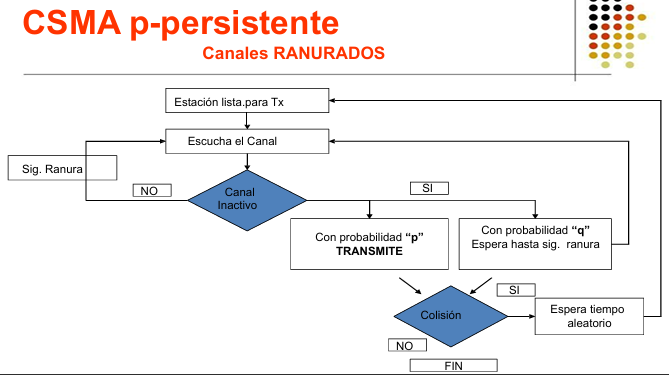 CSMA p-persistente
Canales RANURADOS
Estación lista.para Tx
Escucha el Canal
Sig. Ranura
NO
Canal
Inactivo
SI
Con probabilidad “p”
TRANSMITE
Con probabilidad “q”
Espera hasta sig. ranura
SI
Colisión
Espera tiempo
aleatorio
NO
FIN